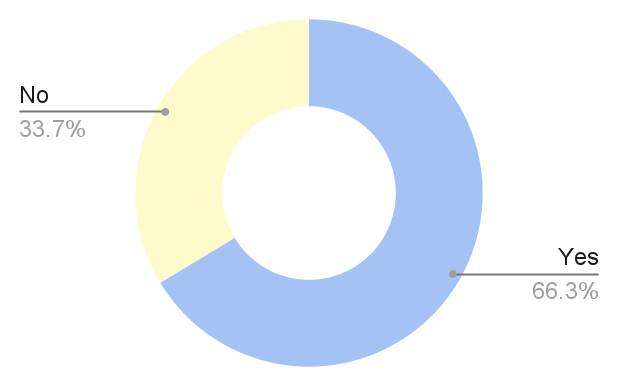 No
33.7%
Yes
66.3%